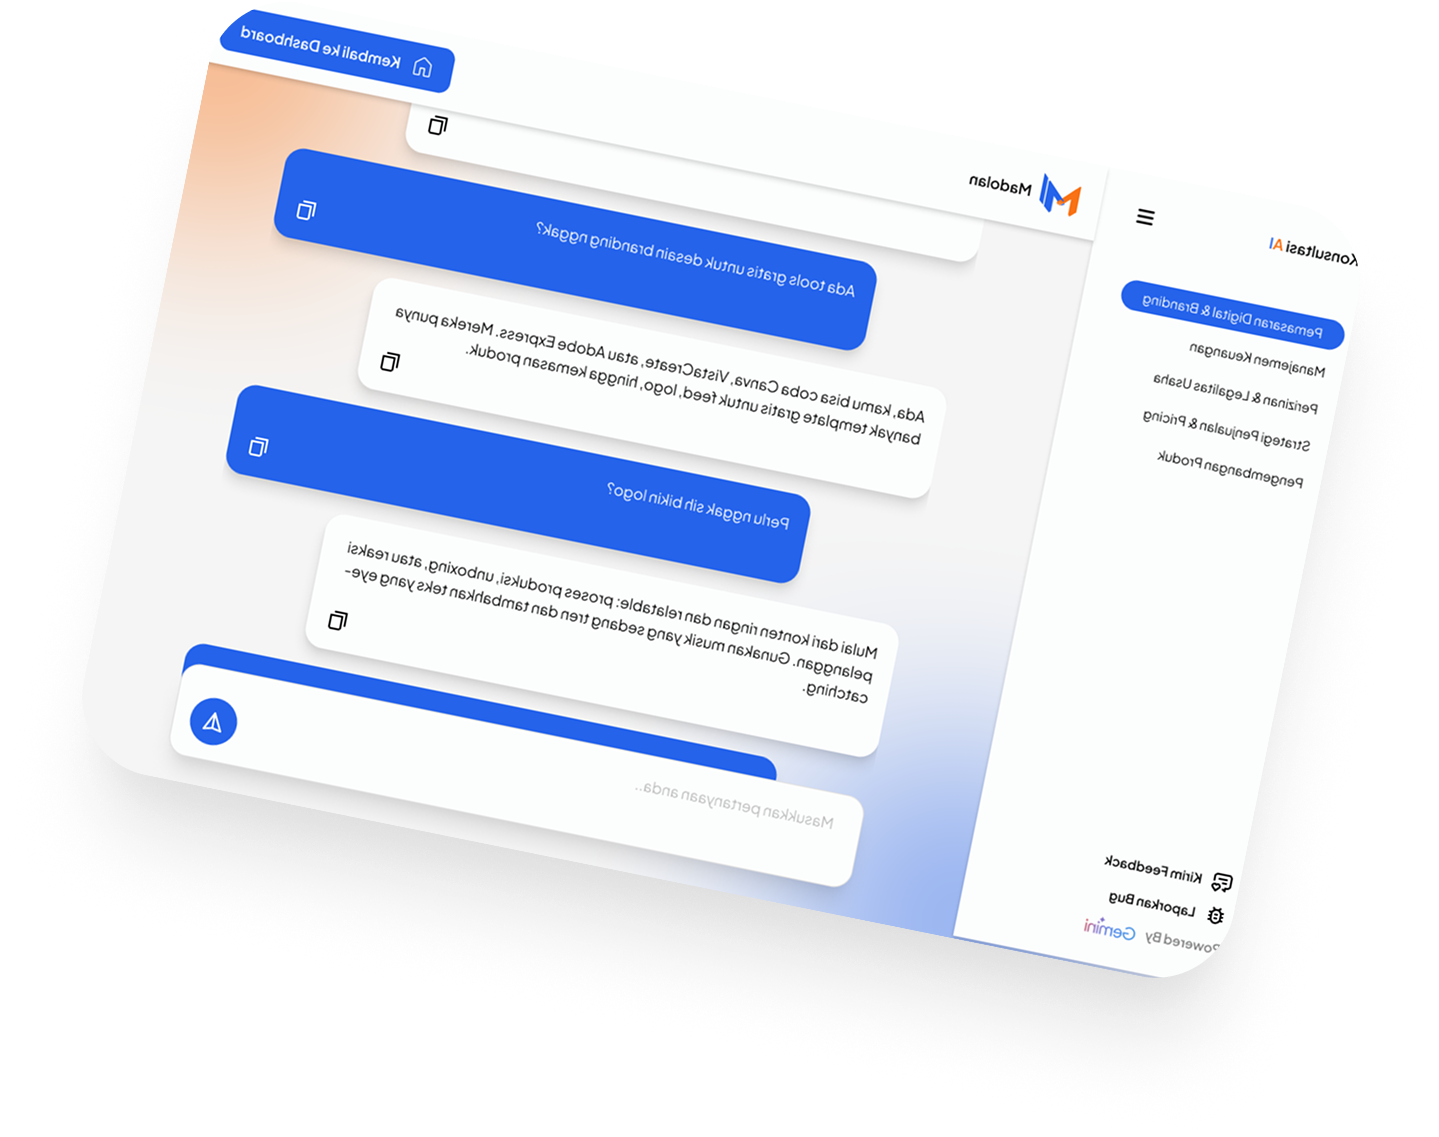 Konsultasi AI
Pemasaran Digital & Branding
Manajemen Keuangan
Perizinan & Legalitas Usaha
Strategi Penjualan & Pricing
Pengembangan Produk
Kirim Feedback
Laporkan Bug
Powered By Gemini
Madolan
Kembali ke Dashboard
Ada tools gratis untuk desain branding nggak?
Ada, kamu bisa coba Canva, VistaCreate, atau Adobe Express. Mereka punya
banyak template gratis untuk feed, logo, hingga kemasan produk.
Perlu nggak sih bikin logo?
Mulai dari konten ringan dan relatable: proses produksi, unboxing, atau reaksi
pelanggan. Gunakan musik yang sedang tren dan tambahkan teks yang eye-
catching.
Masukkan pertanyaan anda..